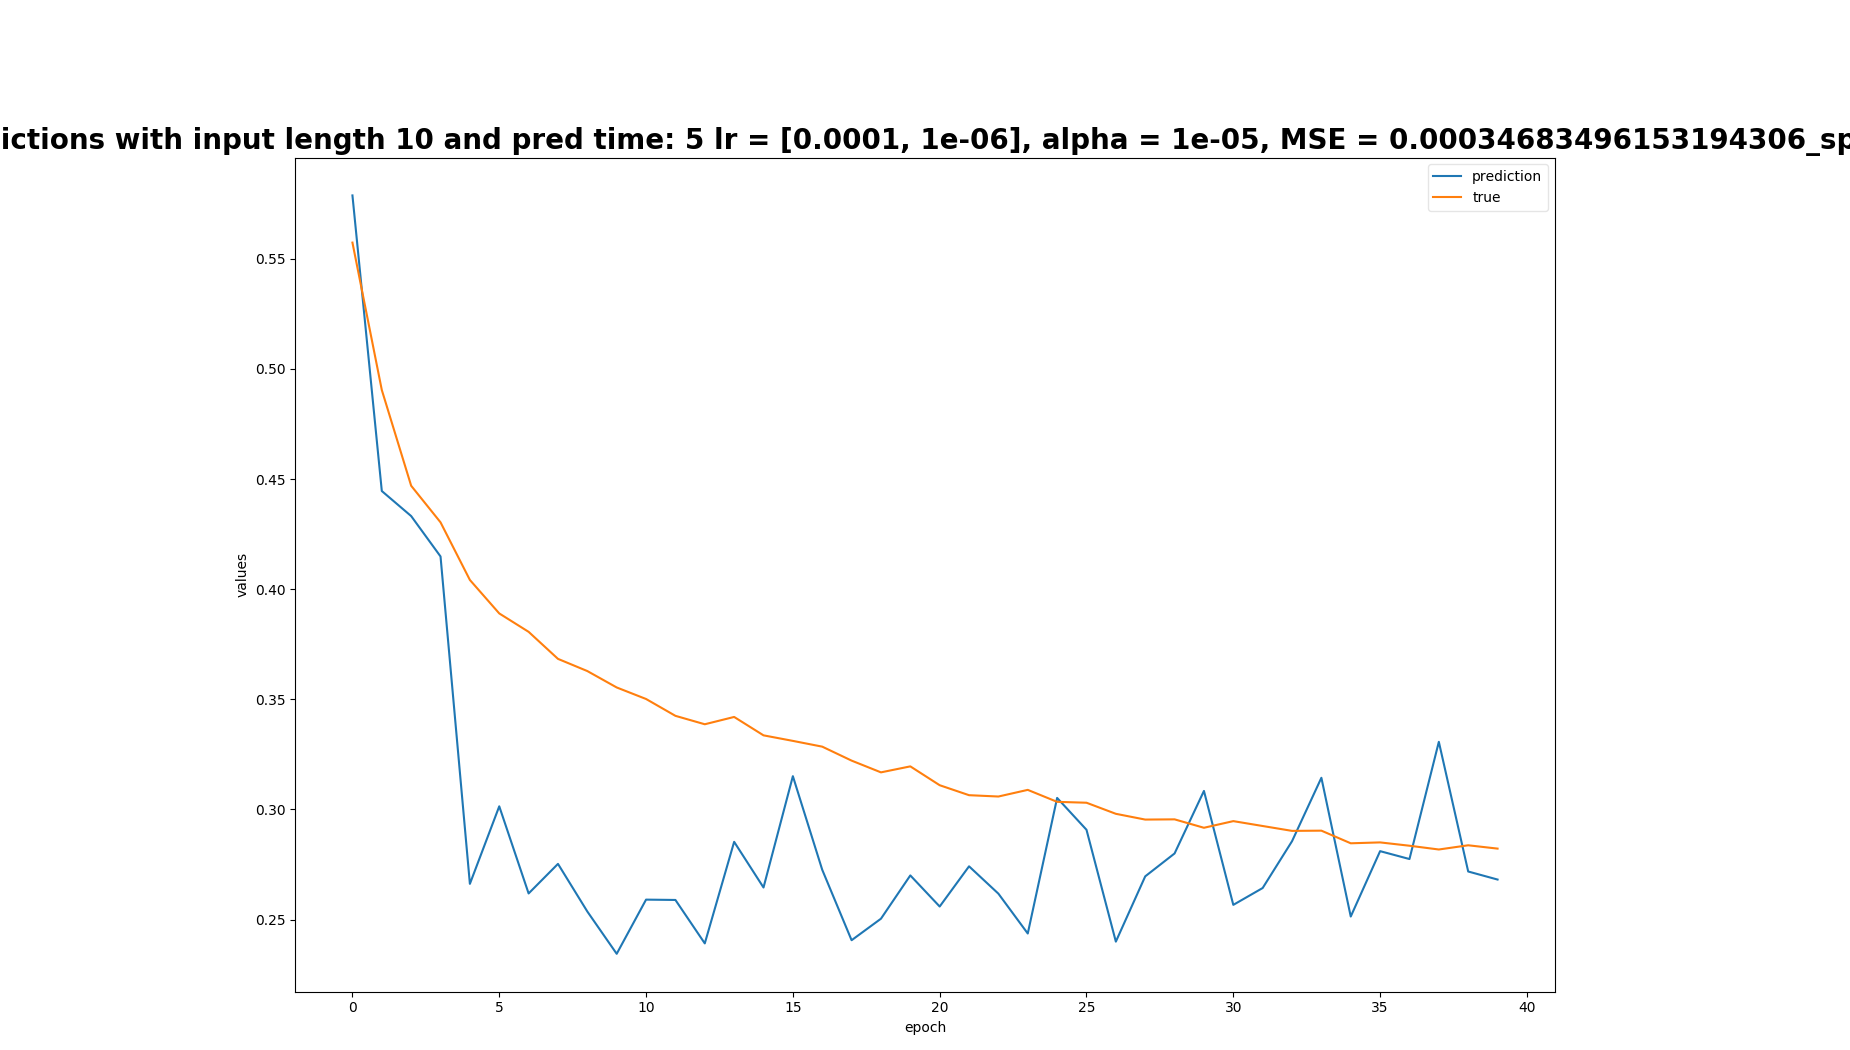 ictions with input length 10 and pred time: 5 lr = [0.0001, 1e-06], alpha = 1e-05, MSE = 0.00034683496153194306_sp
prediction
true
0.55
0.50
0.45
0.40
0.35
0.30
0.25
values
0 5 10 15 20 25 30 35 40
epoch